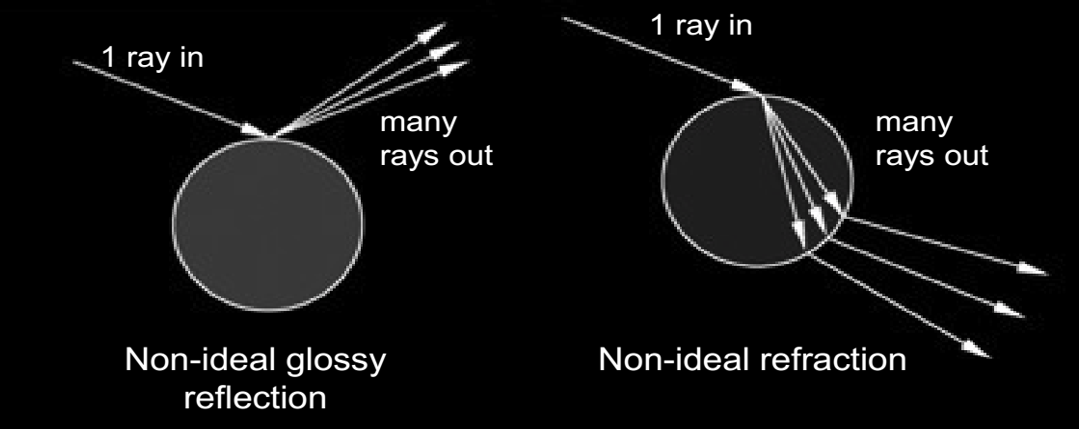 1 ray in
many
rays out
Non-ideal glossy
reflection
1 ray in
many
rays out
Non-ideal refraction